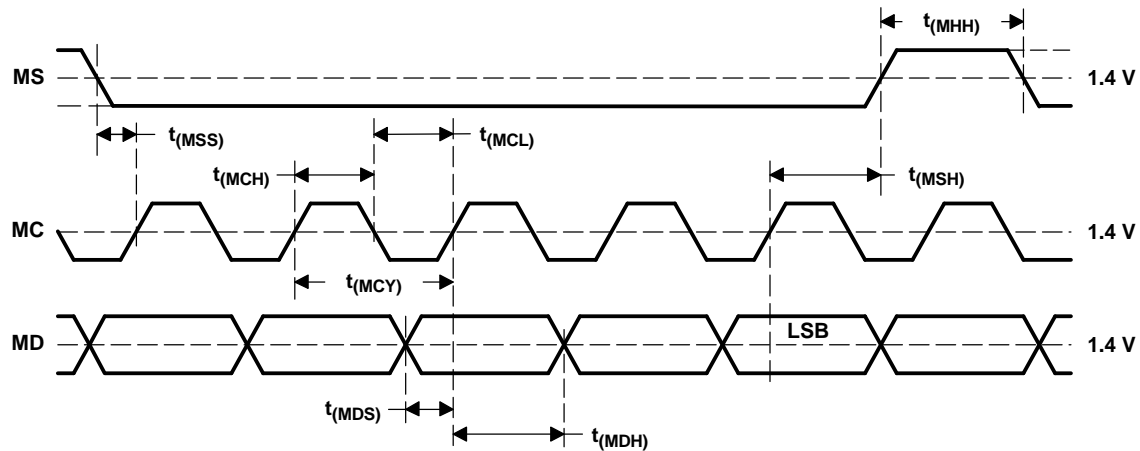 t(MHH)
MS
1.4 V
t(MSS)
t(MCL)
t(MCH)
t(MSH)
MC
1.4 V
t(MCY)
LSB
MD
1.4 V
t(MDS)
t(MDH)